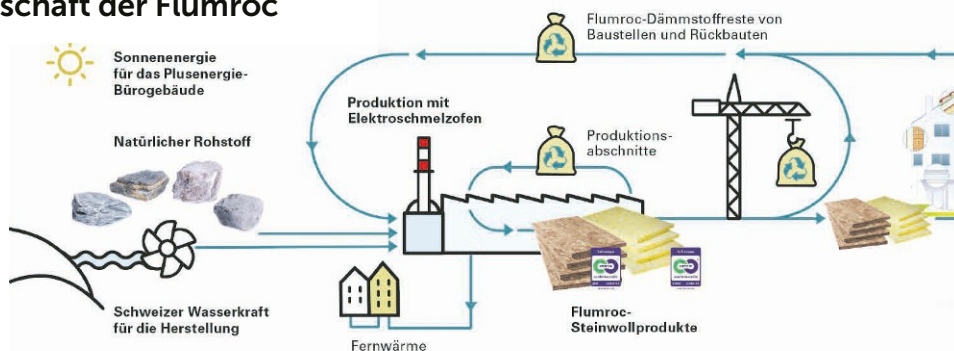 schaft der Flumroc
Flumroc-Dämmstoffreste von
Baustellen und Rückbauten
Sonnenenergie
für das Plusenergie-
Bürogebäude
Produktion mit
Elektroschmelzofen
Natürlicher Rohstoff
Produktions-
abschnitte
Schweizer Wasserkraft
für die Herstellung
Fernwärme
Flumroc-
Steinwollprodukte